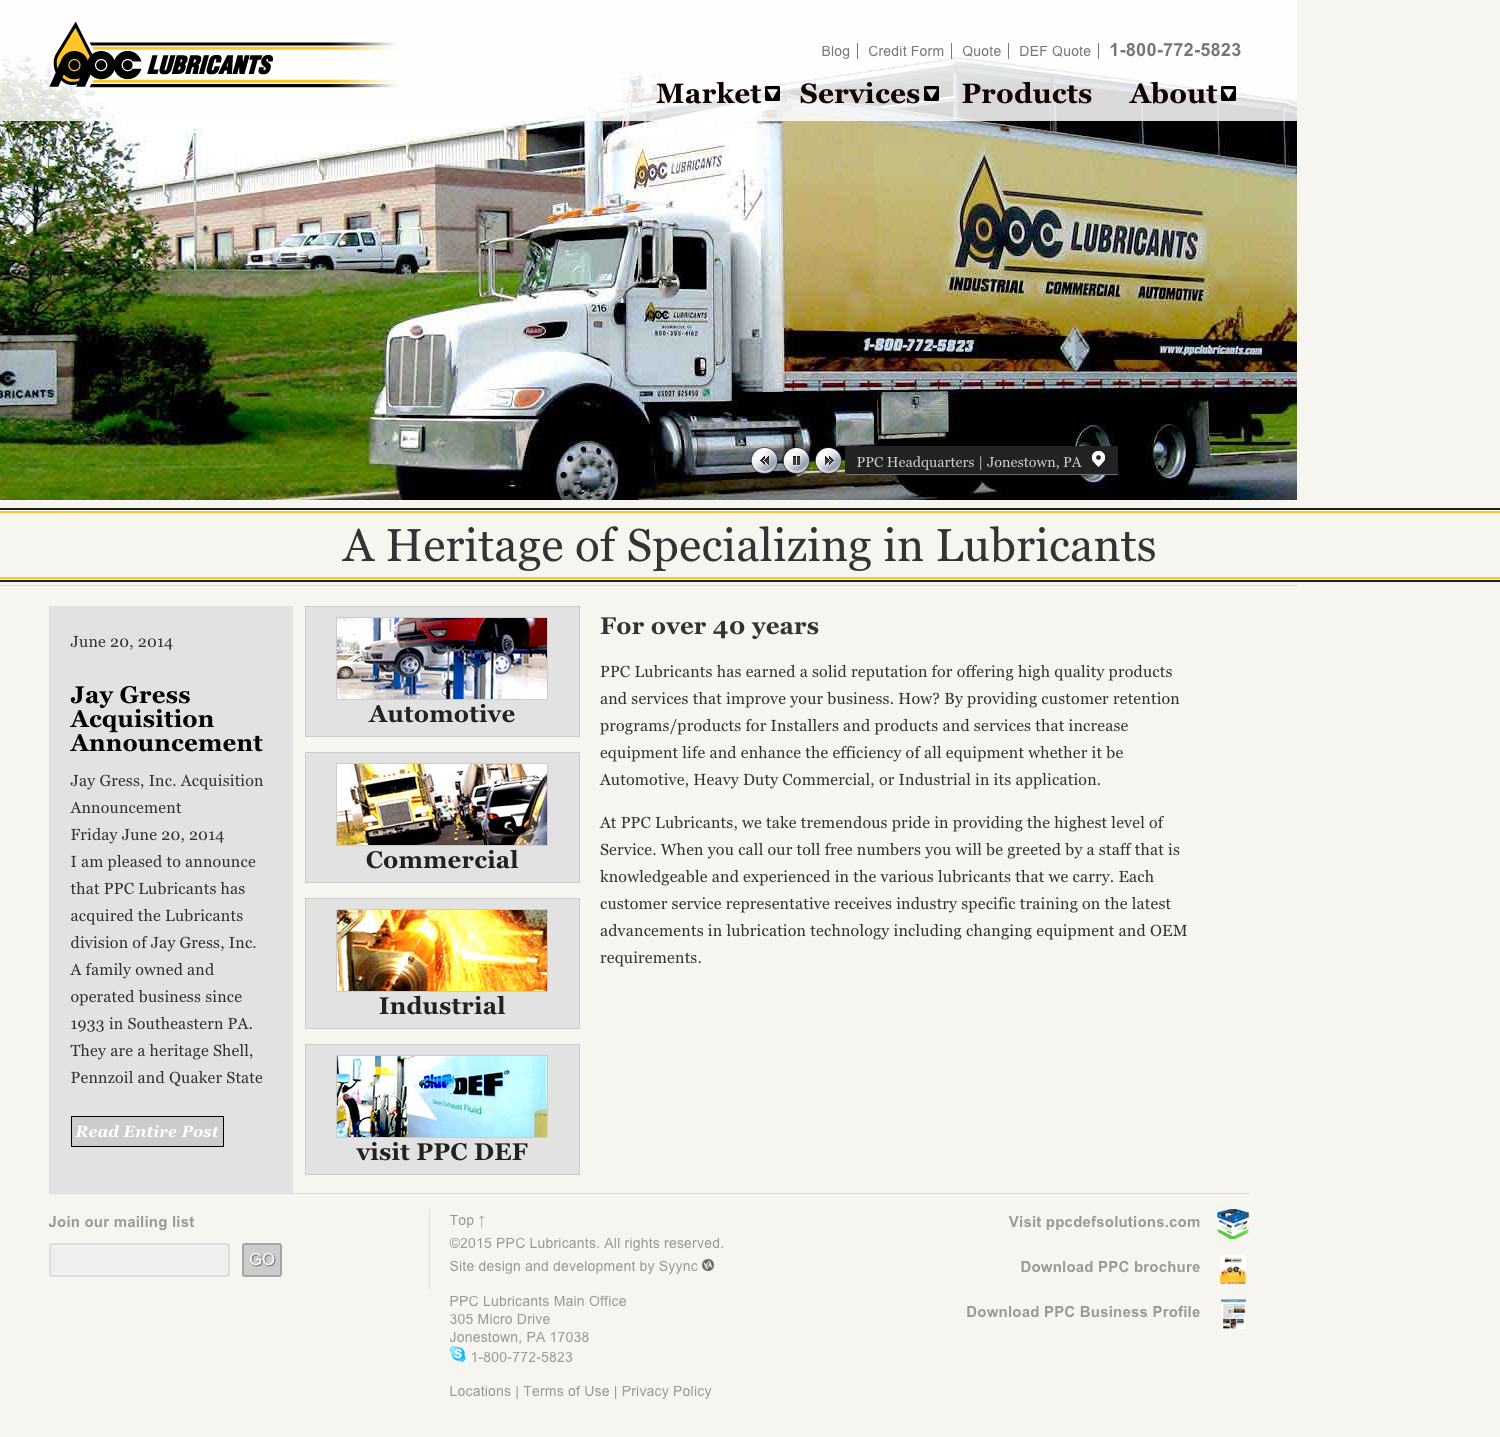 PPC LUBRICANTS
Blog
Credit Form
Quote
DEF Quote
1-800-772-5823
Market
Services
Products
About
PPC LUBRICANTS
PPC LUBRICANTS
INDUSTRIAL COMMERCIAL AUTOMOTIVE
1-800-772-5823
www.ppclubricants.com
216
PPC LUBRICANTS
USDOT 825450
PPC Headquarters | Jonestown, PA
A Heritage of Specializing in Lubricants
June 20, 2014
Jay Gress
Acquisition
Announcement
Jay Gress, Inc. Acquisition
Announcement
Friday June 20, 2014
I am pleased to announce
that PPC Lubricants has
acquired the Lubricants
division of Jay Gress, Inc.
A family owned and
operated business since
1933 in Southeastern PA.
They are a heritage Shell,
Pennzoil and Quaker State
Read Entire Post
Automotive
Commercial
Industrial
BlueDEF
Diesel Exhaust Fluid
visit PPC DEF
For over 40 years
PPC Lubricants has earned a solid reputation for offering high quality products
and services that improve your business. How? By providing customer retention
programs/products for Installers and products and services that increase
equipment life and enhance the efficiency of all equipment whether it be
Automotive, Heavy Duty Commercial, or Industrial in its application.
At PPC Lubricants, we take tremendous pride in providing the highest level of
Service. When you call our toll free numbers you will be greeted by a staff that is
knowledgeable and experienced in the various lubricants that we carry. Each
customer service representative receives industry specific training on the latest
advancements in lubrication technology including changing equipment and OEM
requirements.
Join our mailing list
GO
Top ↑
©2015 PPC Lubricants. All rights reserved.
Site design and development by Syync
PPC Lubricants Main Office
305 Micro Drive
Jonestown, PA 17038
1-800-772-5823
Locations | Terms of Use | Privacy Policy
Visit ppcdefsolutions.com
Download PPC brochure
Download PPC Business Profile